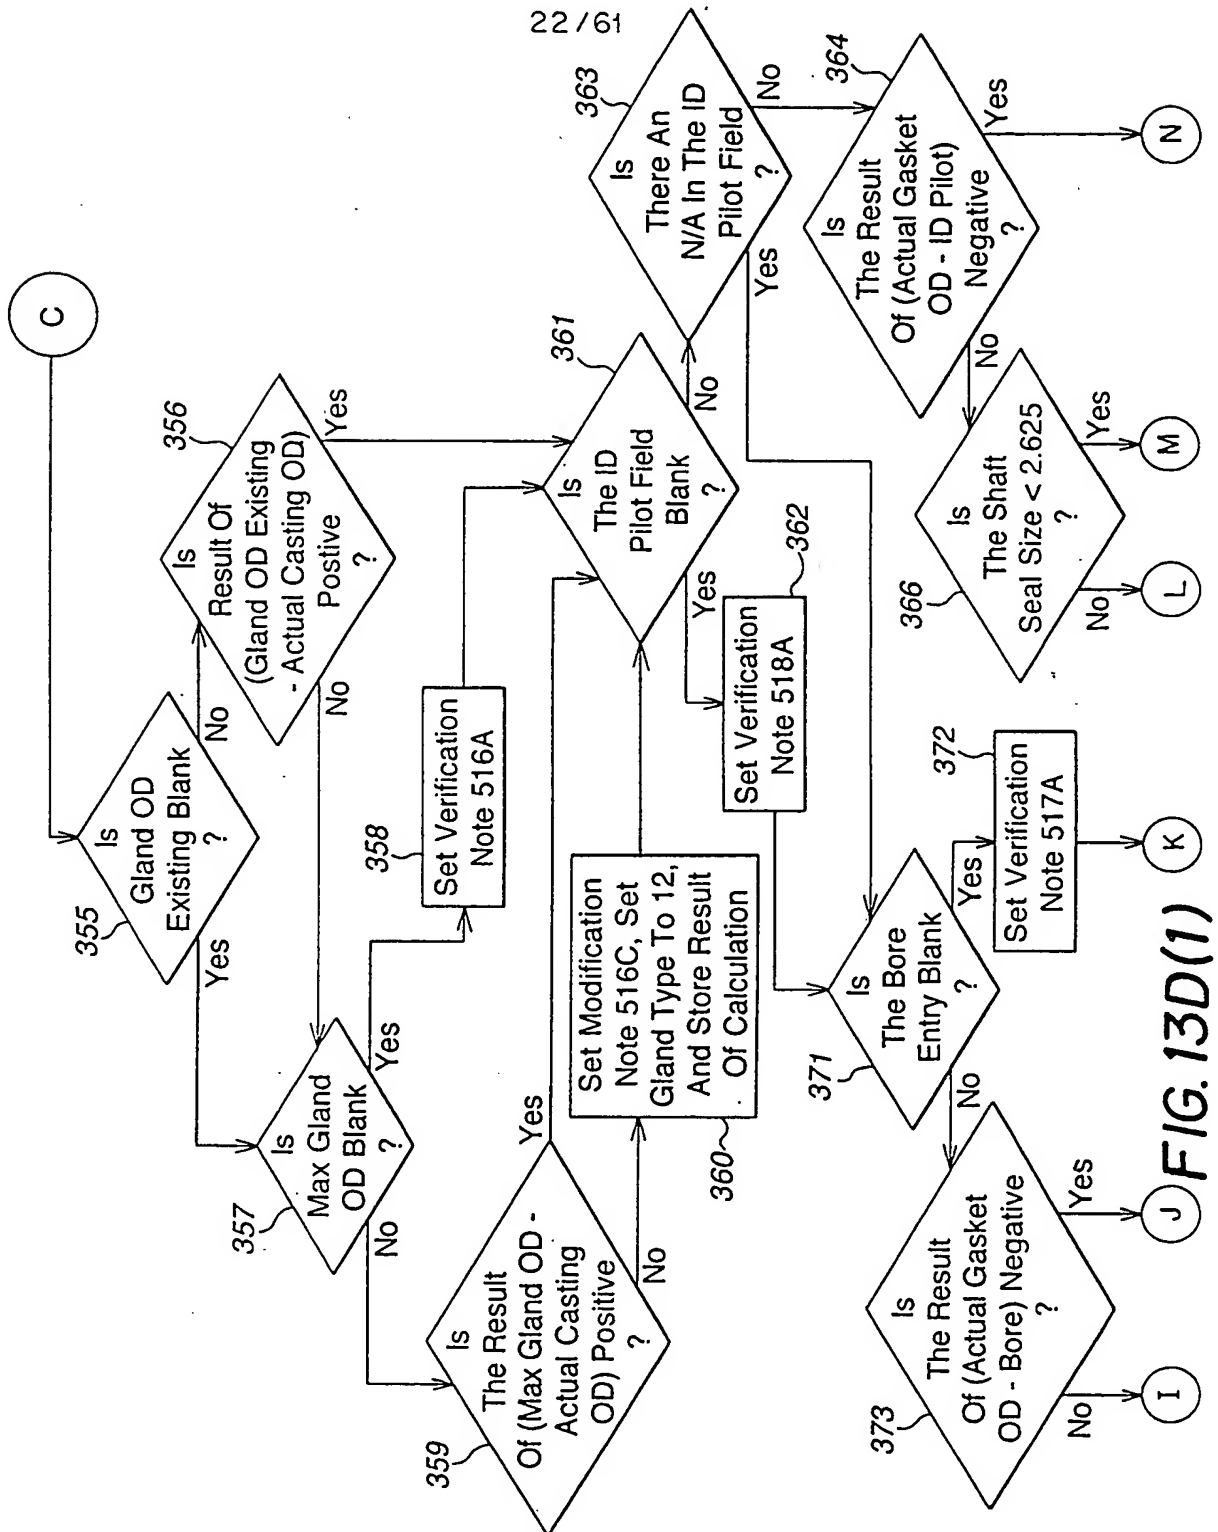 22/61
C
355
Is
Gland OD
Existing Blank
?
Yes
No
356
Is
Result Of
(Gland OD Existing
- Actual Casting OD)
Postive
?
No
Yes
357
Is
Max Gland
OD Blank
?
No
Yes
358
Set Verification
Note 516A
359
Is
The Result
Of (Max Gland OD -
Actual Casting
OD) Positive
?
Yes
No
360
Set Modification
Note 516C, Set
Gland Type To 12,
And Store Result
Of Calculation
361
Is
The ID
Pilot Field
Blank
?
Yes
No
362
Set Verification
Note 518A
363
Is
There An
N/A In The ID
Pilot Field
?
Yes
No
364
Is
The Result
Of (Actual Gasket
OD - ID Pilot)
Negative
?
No
Yes
366
Is
The Shaft
Seal Size < 2.625
?
No
Yes
371
Is
The Bore
Entry Blank
?
No
Yes
372
Set Verification
Note 517A
373
Is
The Result
Of (Actual Gasket
OD - Bore) Negative
?
No
Yes
I
J
K
L
M
N
FIG. 13D(1)